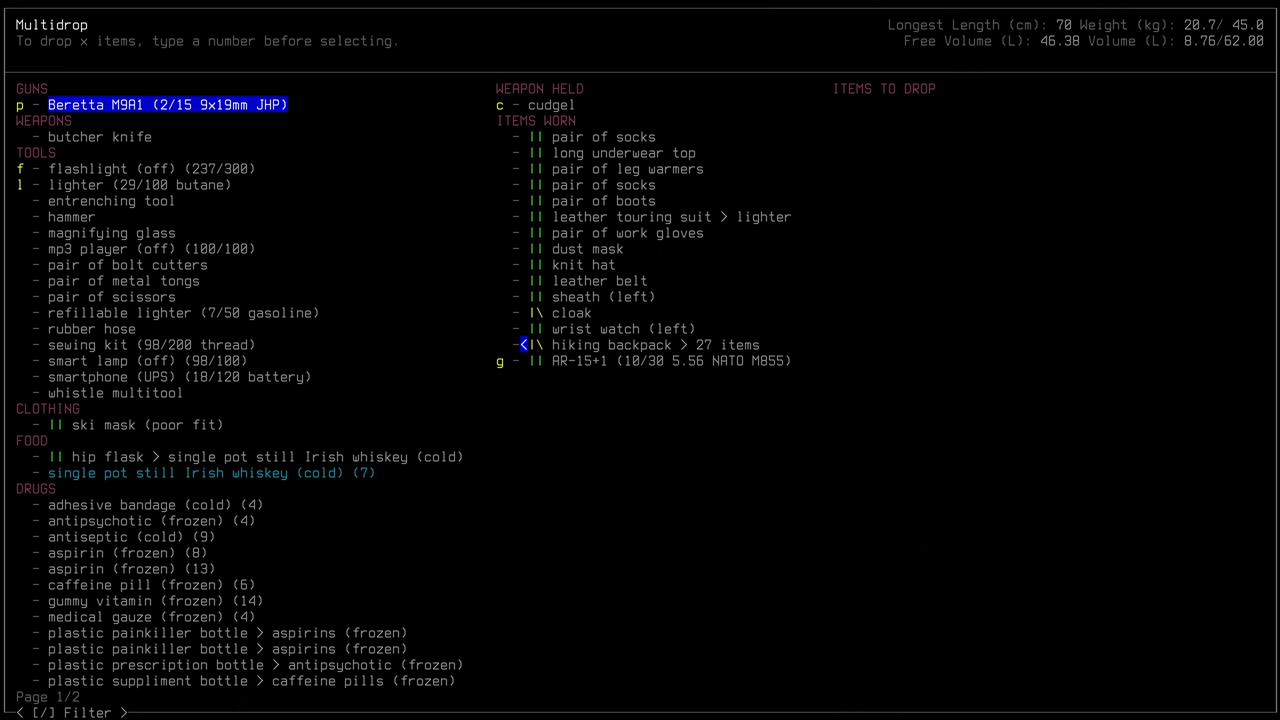 Multidrop
To drop x items, type a number before selecting.
Longest Length (cm): 70 Weight (kg): 20.7/ 45.0
Free Volume (L): 46.38 Volume (L): 8.76/62.00
GUNS
p - Beretta M9A1 (2/15 9x19mm JHP)
WEAPONS
- butcher knife
TOOLS
f - flashlight (off) (237/300)
l - lighter (29/100 butane)
- entrenching tool
- hammer
- magnifying glass
- mp3 player (off) (100/100)
- pair of bolt cutters
- pair of metal tongs
- pair of scissors
- refillable lighter (7/50 gasoline)
- rubber hose
- sewing kit (98/200 thread)
- smart lamp (off) (98/100)
- smartphone (UPS) (18/120 battery)
- whistle multitool
CLOTHING
- || ski mask (poor fit)
FOOD
- || hip flask > single pot still Irish whiskey (cold)
- single pot still Irish whiskey (cold) (7)
DRUGS
- adhesive bandage (cold) (4)
- antipsychotic (frozen) (4)
- antiseptic (cold) (9)
- aspirin (frozen) (8)
- aspirin (frozen) (13)
- caffeine pill (frozen) (6)
- gummy vitamin (frozen) (14)
- medical gauze (frozen) (4)
- plastic painkiller bottle > aspirins (frozen)
- plastic painkiller bottle > aspirins (frozen)
- plastic prescription bottle > antipsychotic (frozen)
- plastic suppliment bottle > caffeine pills (frozen)
Page 1/2
< [/] Filter >
WEAPON HELD
c - cudgel
ITEMS WORN
- || pair of socks
- || long underwear top
- || pair of leg warmers
- || pair of socks
- || pair of boots
- || leather touring suit > lighter
- || pair of work gloves
- || dust mask
- || knit hat
- || leather belt
- || sheath (left)
- |\ cloak
- || wrist watch (left)
-<|\ hiking backpack > 27 items
g - || AR-15+1 (10/30 5.56 NATO M855)
ITEMS TO DROP